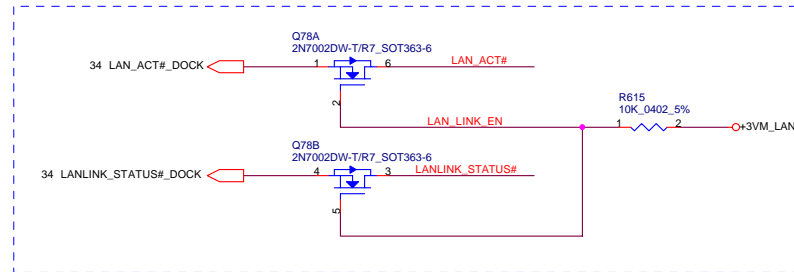 Q78A
2N7002DW-T/R7_SOT363-6
34 LAN_ACT#_DOCK
1
6
LAN_ACT#
2
LAN_LINK_EN
R615
10K_0402_5%
1
2
+3VM_LAN
Q78B
2N7002DW-T/R7_SOT363-6
34 LANLINK_STATUS#_DOCK
4
3
LANLINK_STATUS#
5